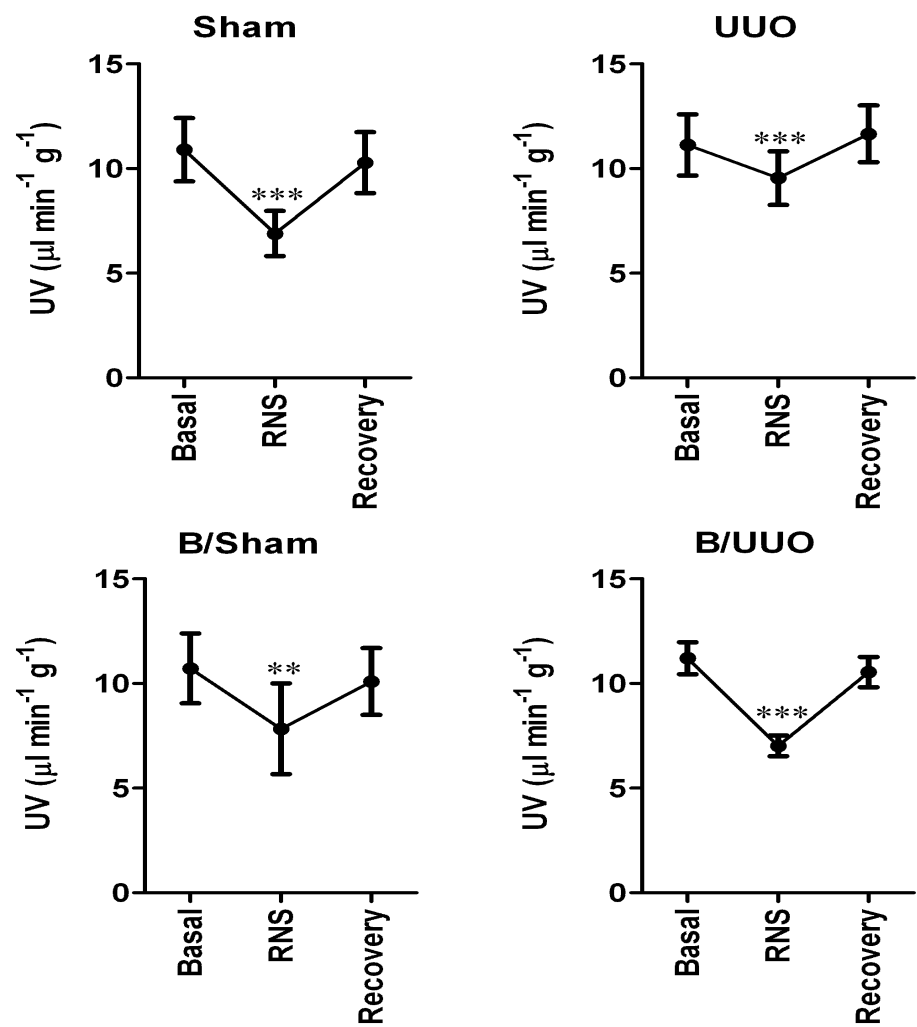 Sham
UV (μl min⁻¹ g⁻¹)
15
10
5
0
***
Basal
RNS
Recovery
UUO
UV (μl min⁻¹ g⁻¹)
15
10
5
0
***
Basal
RNS
Recovery
B/Sham
UV (μl min⁻¹ g⁻¹)
15
10
5
0
**
Basal
RNS
Recovery
B/UUO
UV (μl min⁻¹ g⁻¹)
15
10
5
0
***
Basal
RNS
Recovery